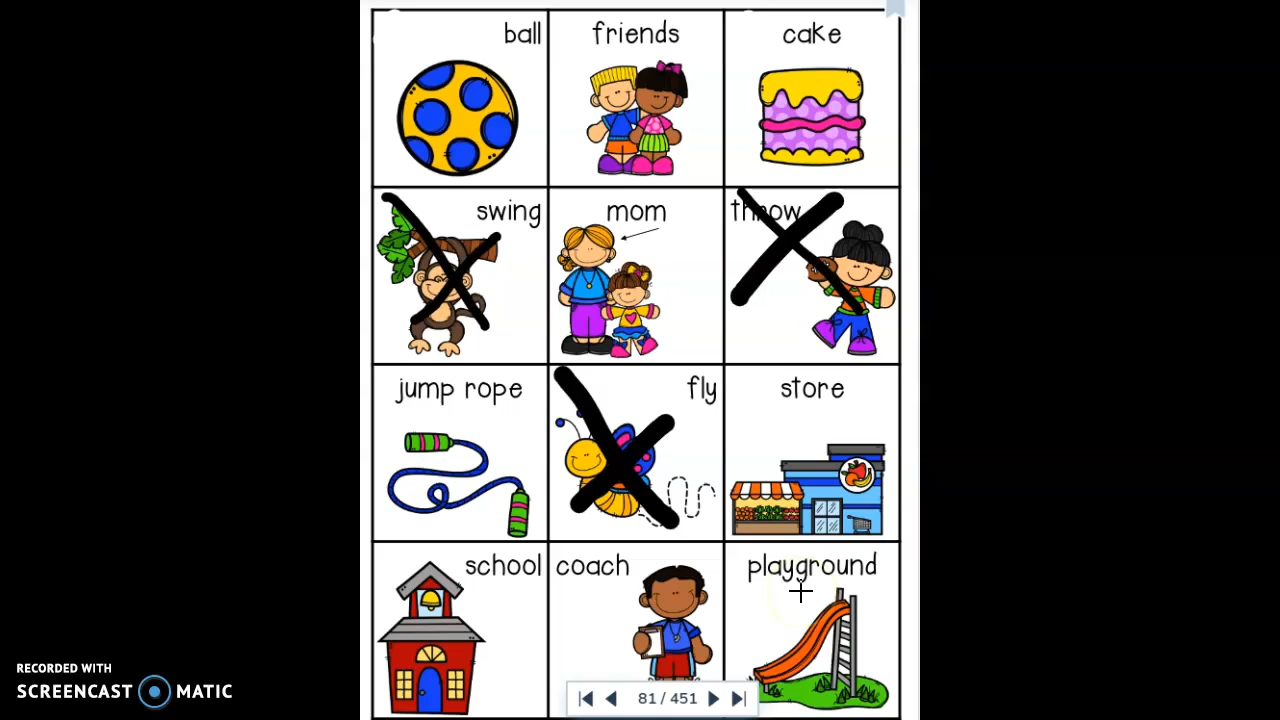 ball
friends
cake
swing
mom
throw
jump rope
fly
store
school
coach
playground
81 / 451
RECORDED WITH
SCREENCAST MATIC